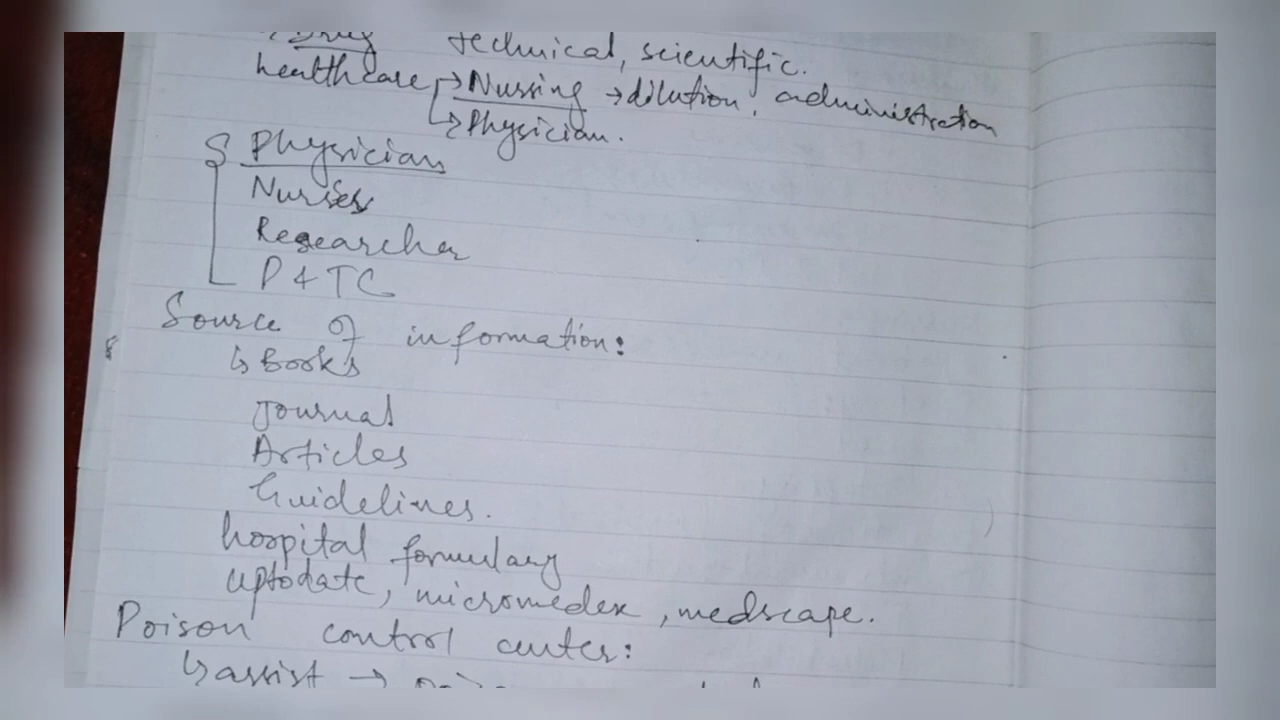 Drug technical, scientific.
healthcare → Nursing → dilution, administration
↳ Physician.
Physician
Nurses
Researcher
P & TC
Source of information:
↳ Books
Journal
Articles
Guidelines.
hospital formulary
uptodate, micromedex, medscape.
Poison control center:
↳ assist →